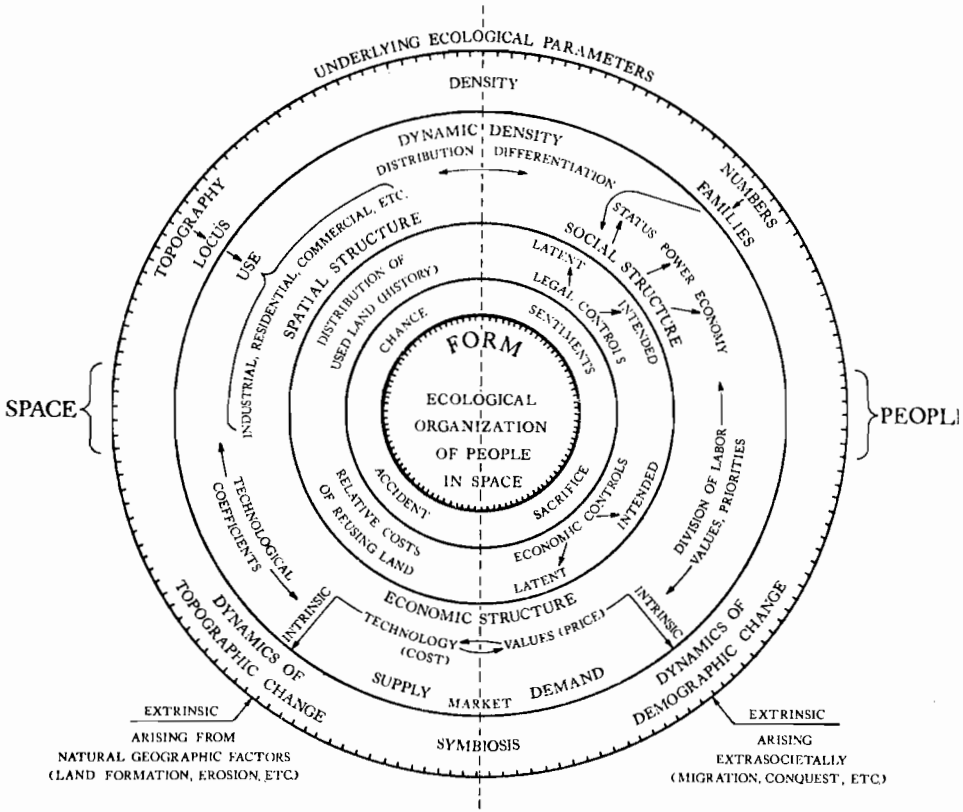 UNDERLYING ECOLOGICAL PARAMETERS
DENSITY
DYNAMIC DENSITY
DISTRIBUTION DIFFERENTIATION
TOPOGRAPHY
LOCUS
USE
INDUSTRIAL, RESIDENTIAL, COMMERCIAL, ETC.
SPATIAL STRUCTURE
DISTRIBUTION OF
USED LAND (HISTORY)
CHANCE
NUMBERS
FAMILIES
STATUS POWER ECONOMY
SOCIAL STRUCTURE
LATENT
LEGAL CONTROLS
INTENDED
SENTIMENTS
FORM
ECOLOGICAL
ORGANIZATION
OF PEOPLE
IN SPACE
SPACE
PEOPL
ACCIDENT
RELATIVE COSTS
OF REUSING LAND
SACRIFICE
ECONOMIC CONTROLS
INTENDED
LATENT
TECHNOLOGICAL
COEFFICIENTS
DIVISION OF LABOR
VALUES, PRIORITIES
INTRINSIC
INTRINSIC
ECONOMIC STRUCTURE
TECHNOLOGY
(COST)
VALUES (PRICE)
SUPPLY MARKET DEMAND
DYNAMICS OF
TOPOGRAPHIC CHANGE
DYNAMICS OF
DEMOGRAPHIC CHANGE
SYMBIOSIS
EXTRINSIC
ARISING FROM
NATURAL GEOGRAPHIC FACTORS
(LAND FORMATION, EROSION, ETC.)
EXTRINSIC
ARISING
EXTRASOCIETALLY
(MIGRATION, CONQUEST, ETC.)